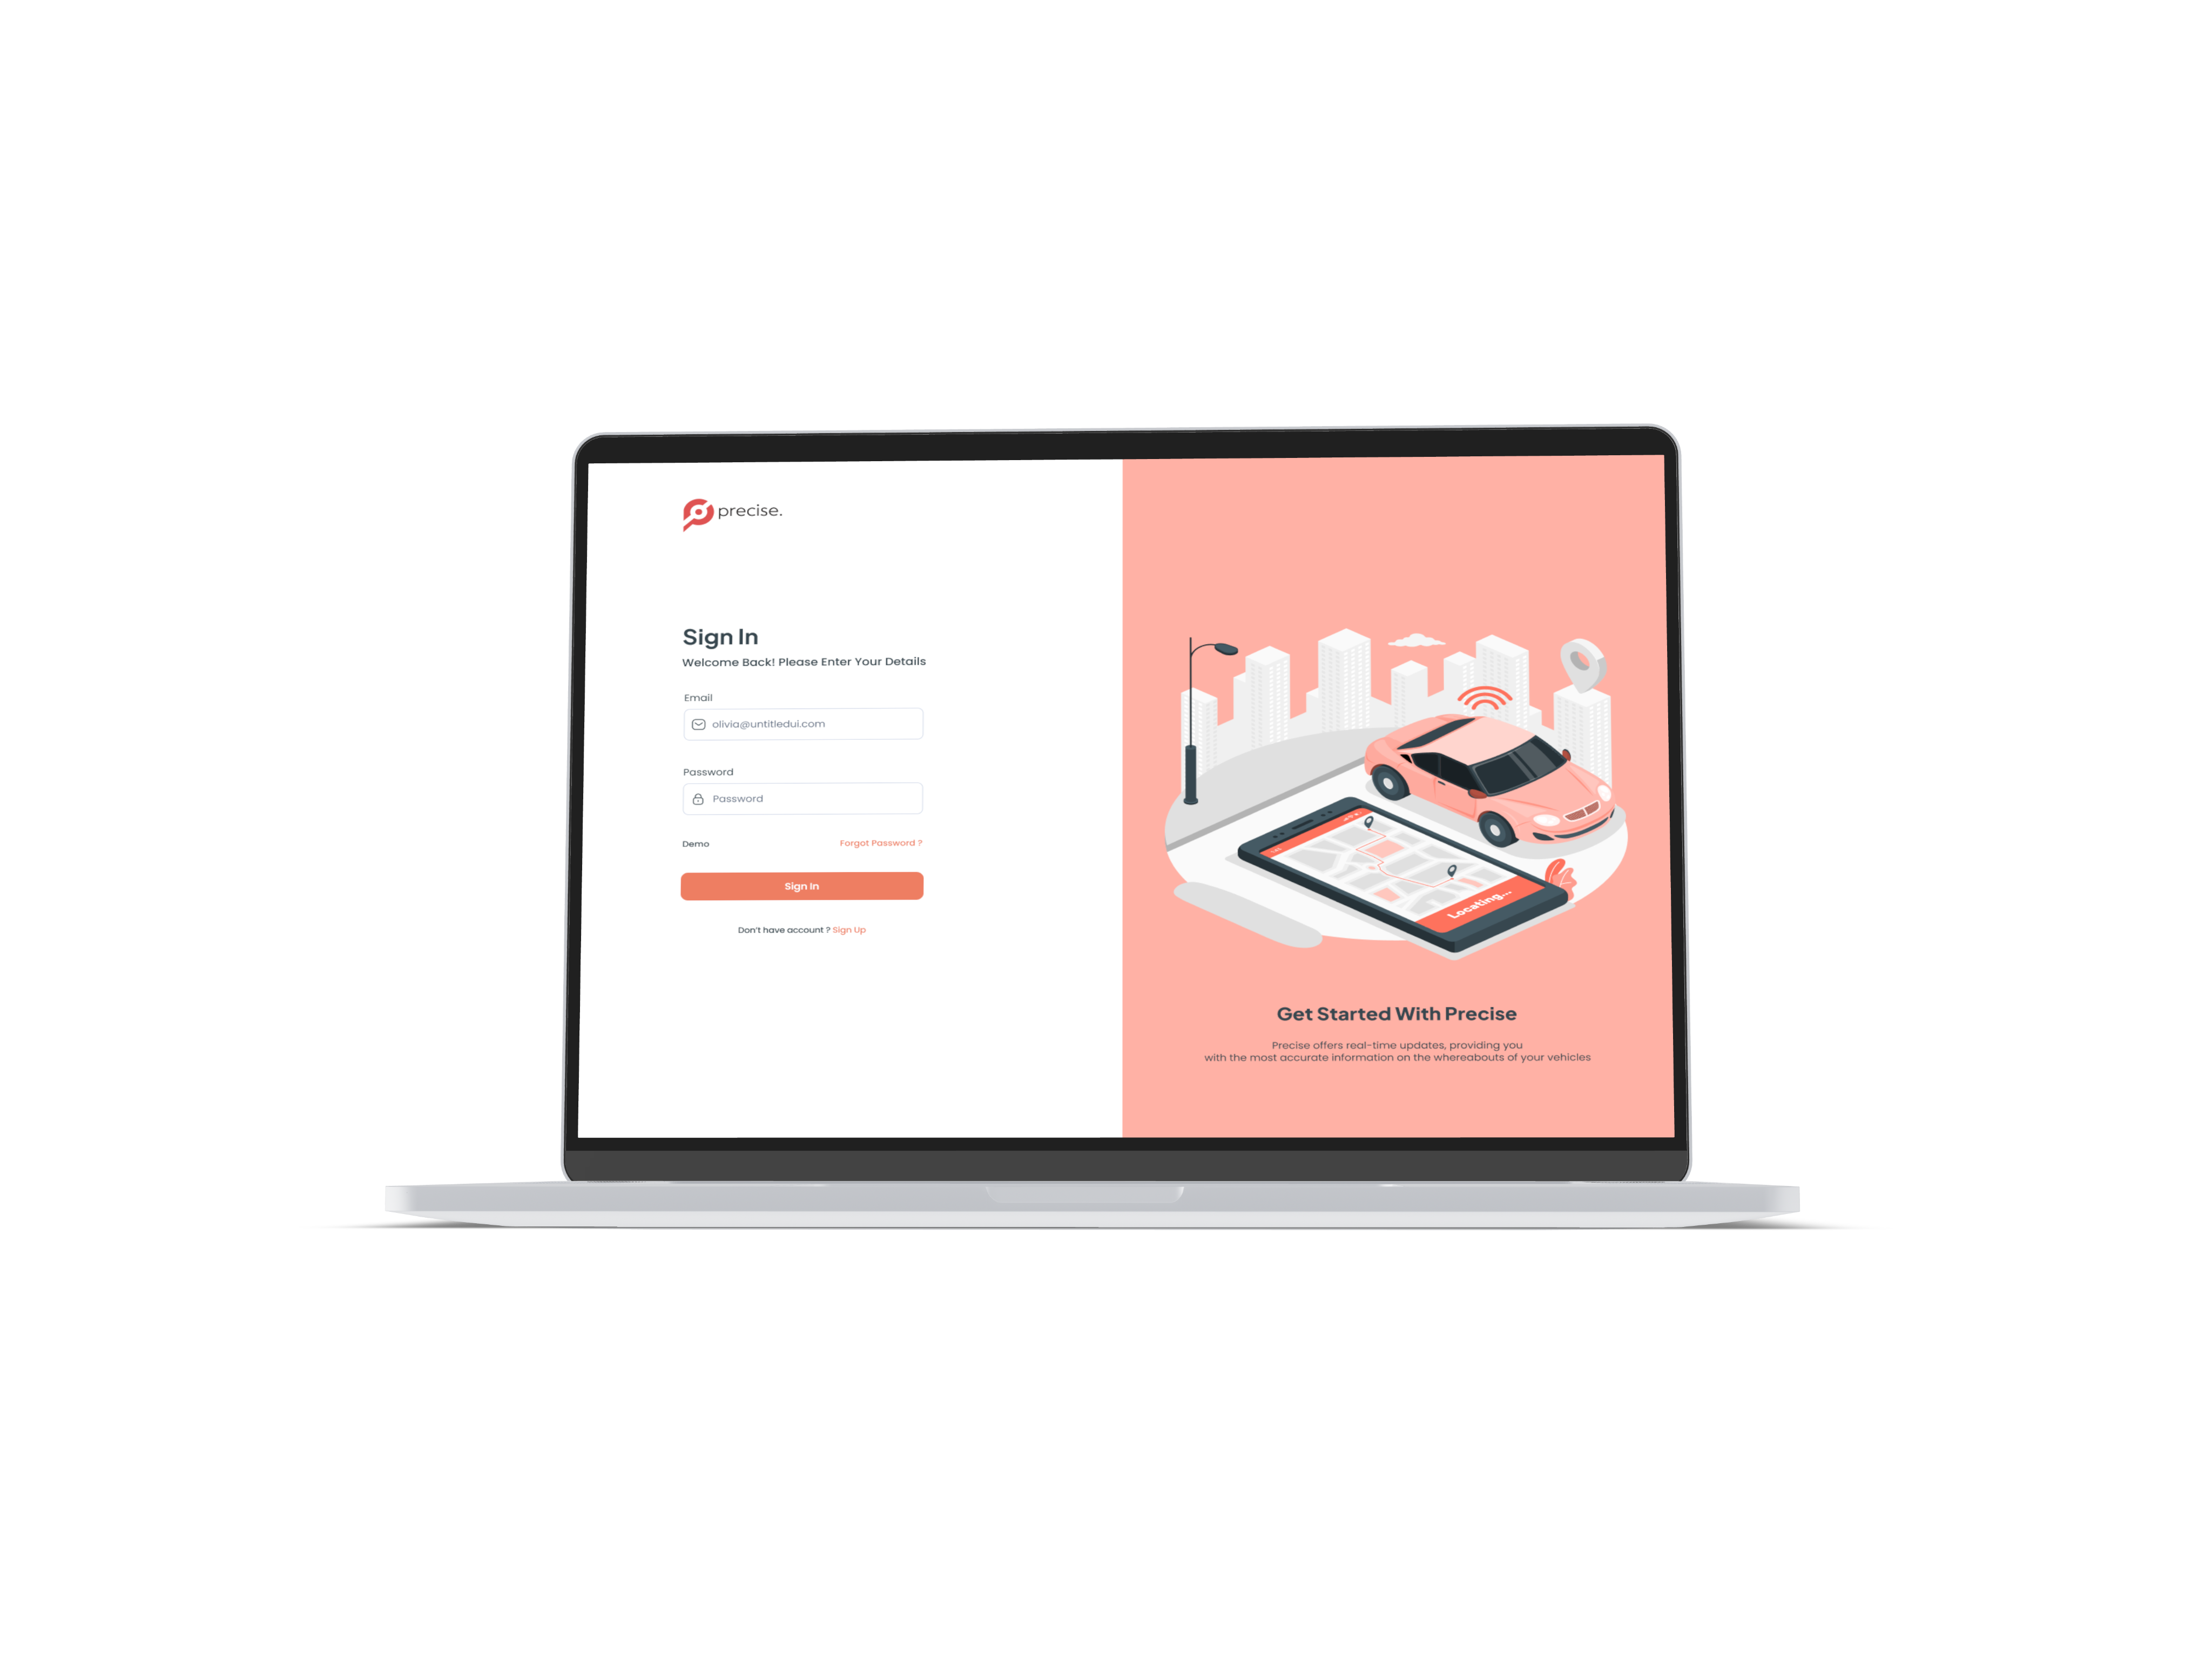 precise.
Sign In
Welcome Back! Please Enter Your Details
Email
olivia@untitledui.com
Password
Password
Demo
Forgot Password ?
Sign In
Don't have account ? Sign Up
Locating...
Get Started With Precise
Precise offers real-time updates, providing you
with the most accurate information on the whereabouts of your vehicles